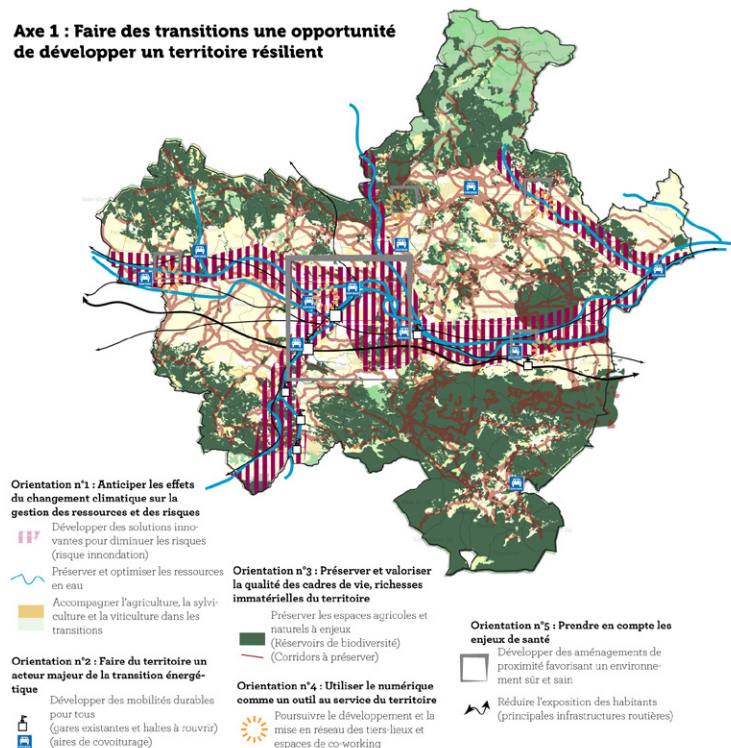 Axe 1 : Faire des transitions une opportunité
de développer un territoire résilient
Orientation n°1 : Anticiper les effets
du changement climatique sur la
gestion des ressources et des risques
Développer des solutions inno-
vantes pour diminuer les risques
(risque innondation)
Préserver et optimiser les ressources
en eau
Accompagner l'agriculture, la sylvi-
culture et la viticulture dans les
transitions
Orientation n°2 : Faire du territoire un
acteur majeur de la transition énergé-
tique
Développer des mobilités durables
pour tous
(gares existantes et haltes à rouvrir)
(aires de covoiturage)
Orientation n°3 : Préserver et valoriser
la qualité des cadres de vie, richesses
immatérielles du territoire
Préserver les espaces agricoles et
naturels à enjeux
(Réservoirs de biodiversité)
(Corridors à préserver)
Orientation n°4 : Utiliser le numérique
comme un outil au service du territoire
Poursuivre le développement et la
mise en réseau des tiers-lieux et
espaces de co-working
Orientation n°5 : Prendre en compte les
enjeux de santé
Développer des aménagements de
proximité favorisant un environne-
ment sûr et sain
Réduire l'exposition des habitants
(principales infrastructures routières)